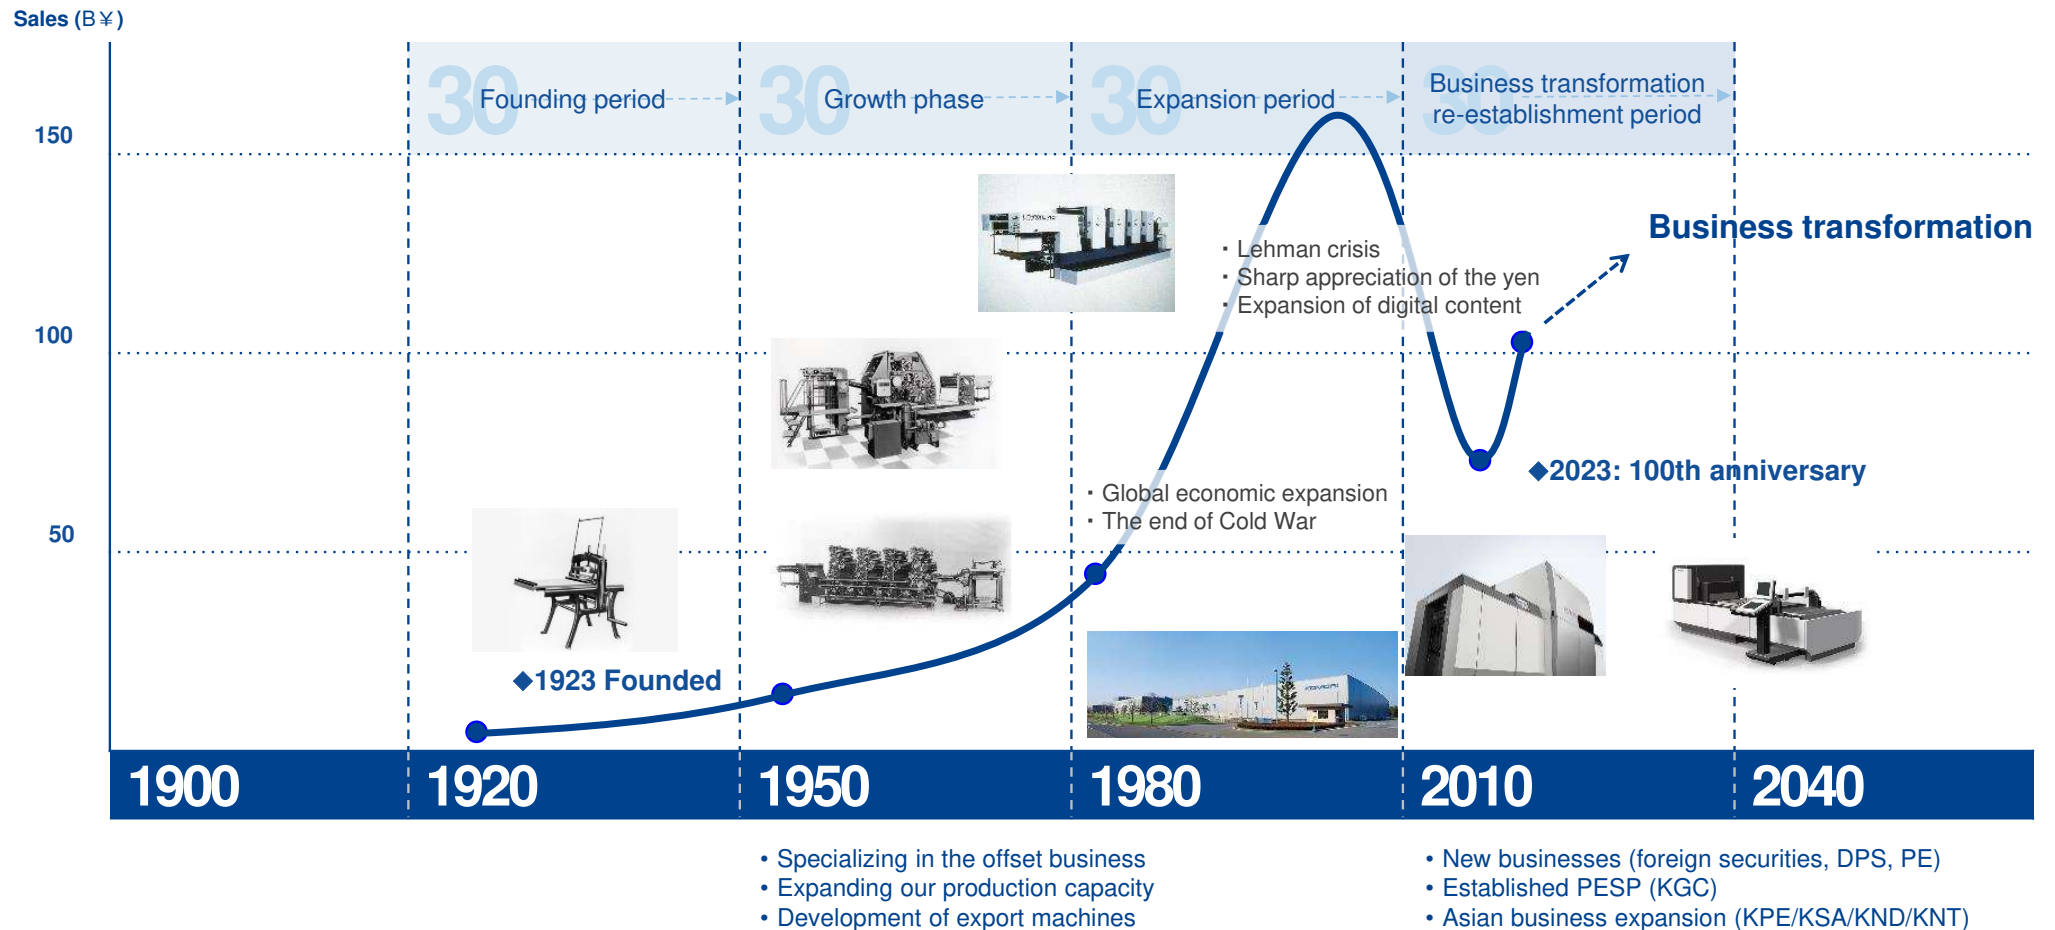 Sales (B¥)
30 Founding period
30 Growth phase
30 Expansion period
30 Business transformation
re-establishment period
150
100
50
Business transformation
・Lehman crisis
・Sharp appreciation of the yen
・Expansion of digital content
◆2023: 100th anniversary
・Global economic expansion
・The end of Cold War
◆1923 Founded
KOMORI
1900
1920
1950
1980
2010
2040
• Specializing in the offset business
• Expanding our production capacity
• Development of export machines
• New businesses (foreign securities, DPS, PE)
• Established PESP (KGC)
• Asian business expansion (KPE/KSA/KND/KNT)